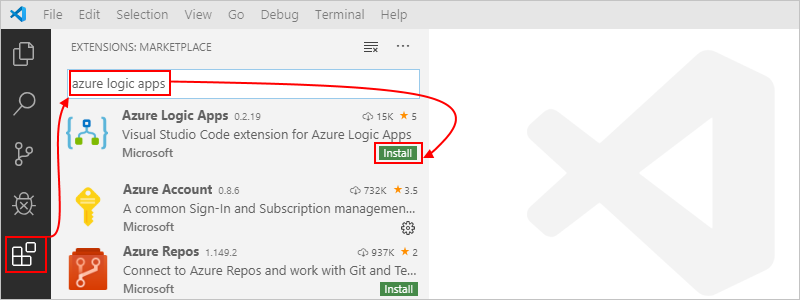 File Edit Go Debug Terminal Help
EXTENSIONS: MARKETPLACE
azure logic apps
Azure Logic Apps 0.2.19 15K 5
Visual Studio Code extension for Azure Logic Apps
Microsoft Install
Azure Account 0.8.6 732K 3.5
A common Sign-In and Subscription managemen...
Microsoft
Azure Repos 1.149.2 937K 2
Connect to Azure Repos and work with Git and Te...
Microsoft Install